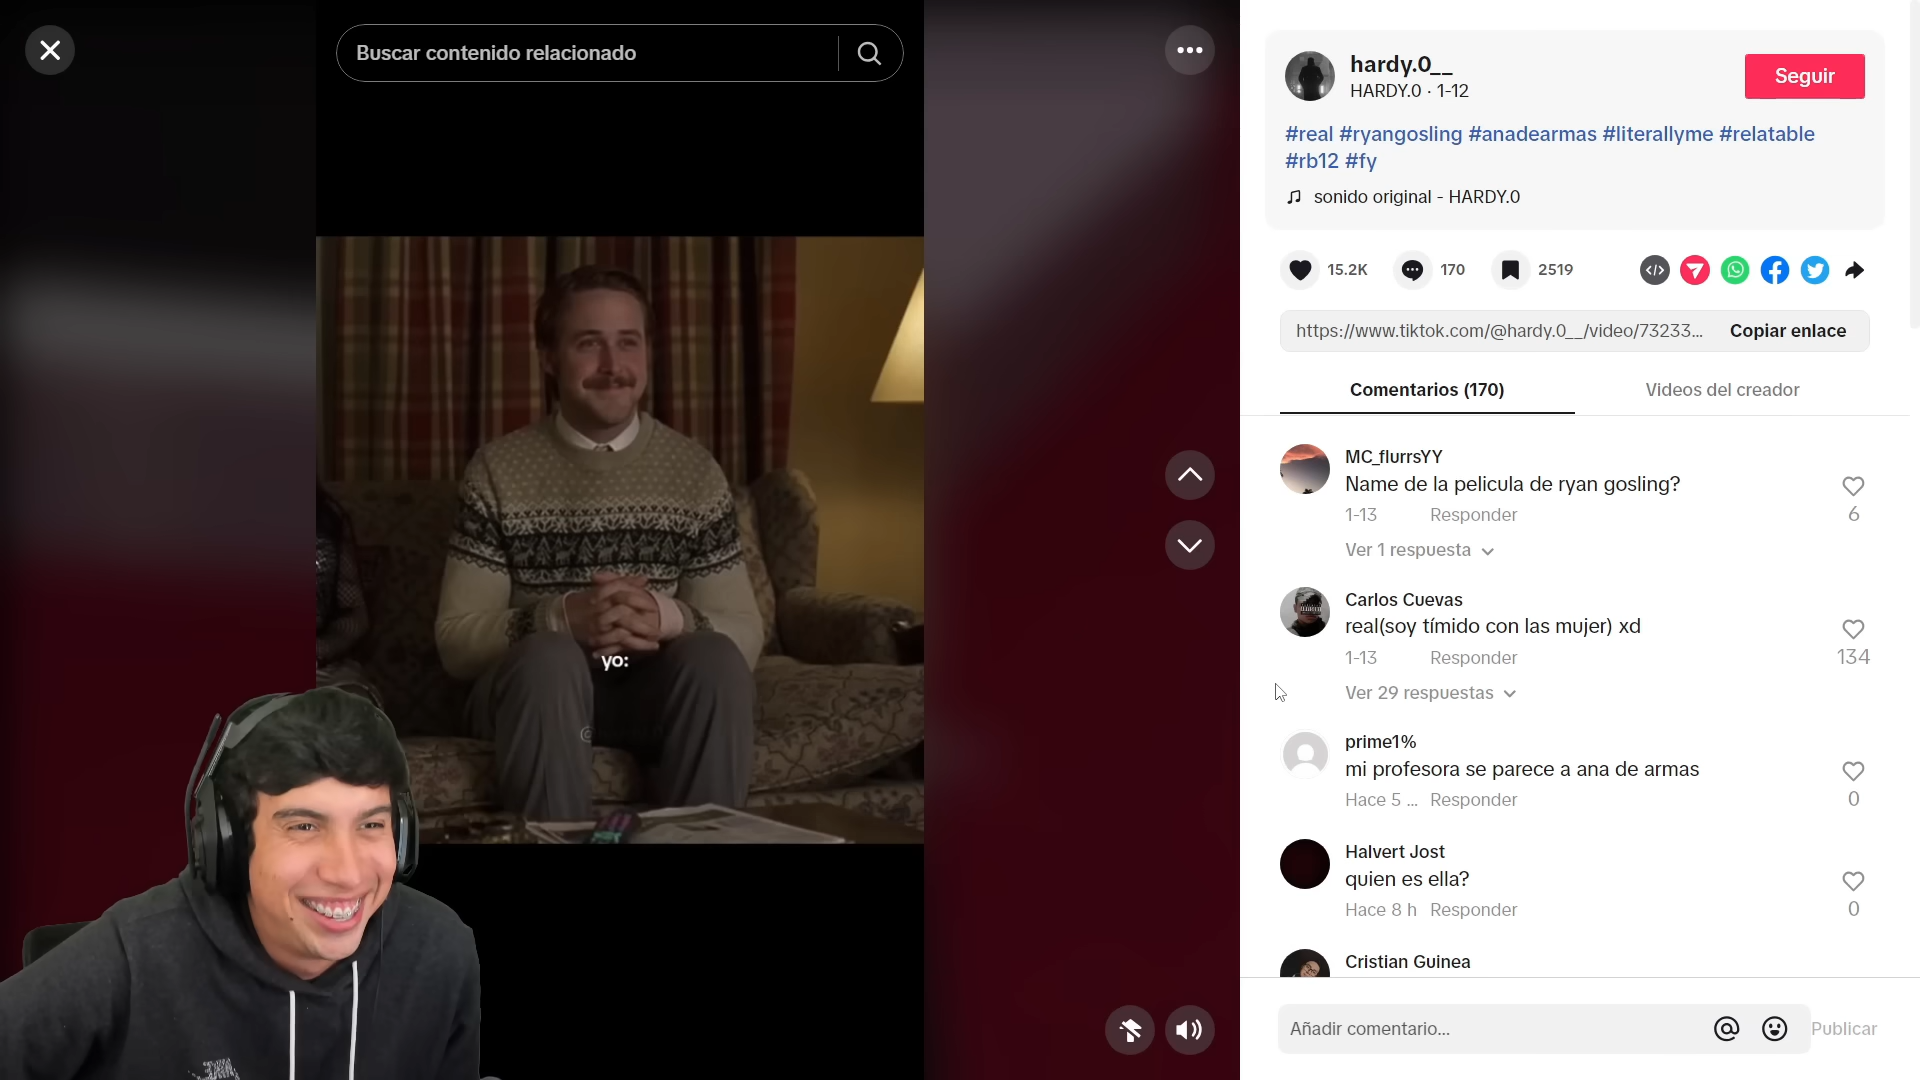 Buscar contenido relacionado
yo:
hardy.0__
HARDY.0 · 1-12
Seguir
#real #ryangosling #anadearmas #literallyme #relatable
#rb12 #fy
sonido original - HARDY.0
15.2K
170
2519
https://www.tiktok.com/@hardy.0__/video/73233...
Copiar enlace
Comentarios (170)
Videos del creador
MC_flurrsYY
Name de la pelicula de ryan gosling?
1-13
Responder
6
Ver 1 respuesta
Carlos Cuevas
real(soy tímido con las mujer) xd
1-13
Responder
134
Ver 29 respuestas
prime1%
mi profesora se parece a ana de armas
Hace 5 ...
Responder
0
Halvert Jost
quien es ella?
Hace 8 h
Responder
0
Cristian Guinea
Añadir comentario...
Publicar